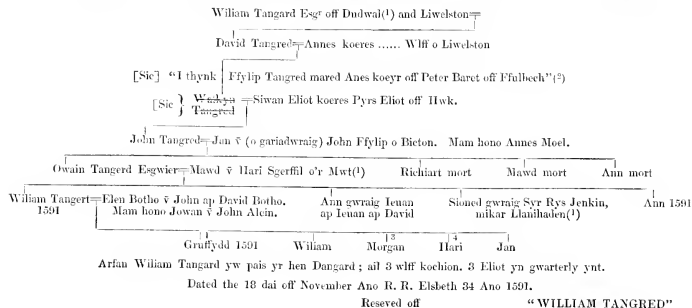 Wiliam Tangard Esgr off Dudwal(¹) and Liwelston
David Tangred Annes koeres ...... Wlff o Liwelston
[Sic] "I thynk Ffylip Tangred mared Anes koeyr off Peter Baret off Ffulbech"(²)
[Sic } Watkyn Tangred Siwan Eliot koeres Pyrs Eliot off Hwk.
John Tangred Jan ṽ (o gariadwraig) John Ffylip o Bicton. Mam hono Annes Moel.
Owain Tangerd Esgwier Mawd ṽ Hari Sgerffil o'r Mwt(¹) Richiart mort Mawd mort Ann mort
Wiliam Tangert Elen Botho ṽ John ap David Botho. Ann gwraig Ieuan Sioned gwraig Syr Rys Jenkin, Ann 1591
1591 Mam hono Jowan ṽ John Alein. ap Ieuan ap David mikar Llanihaden(¹)
1 3 4
Gruffydd 1591 Wiliam Morgan Hari Jan
Arfan Wiliam Tangard yw pais yr hen Dangard; ail 3 wlff kochion. 3 Eliot yn gwarterly ynt.
Dated the 18 dai off November Ano R. R. Elsbeth 34 Ano 1591.
Reseved off "WILLIAM TANGRED"